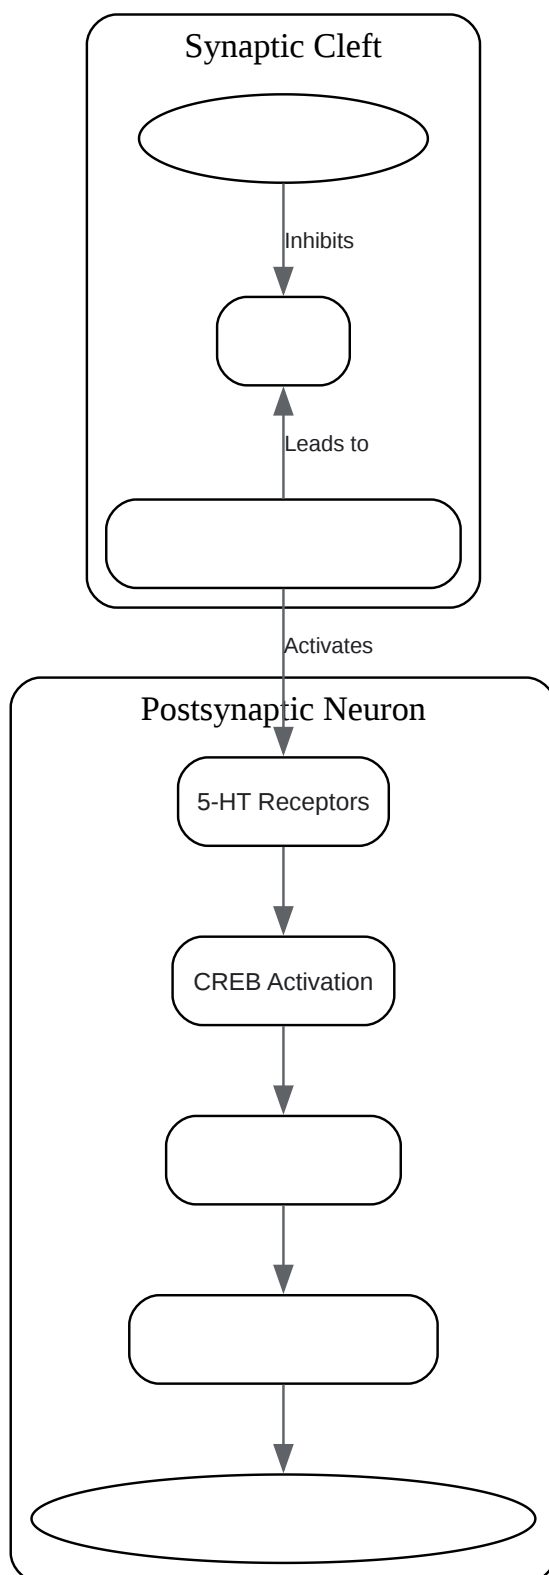 Synaptic Cleft
Inhibits
Leads to
Activates
Postsynaptic Neuron
5-HT Receptors
CREB Activation